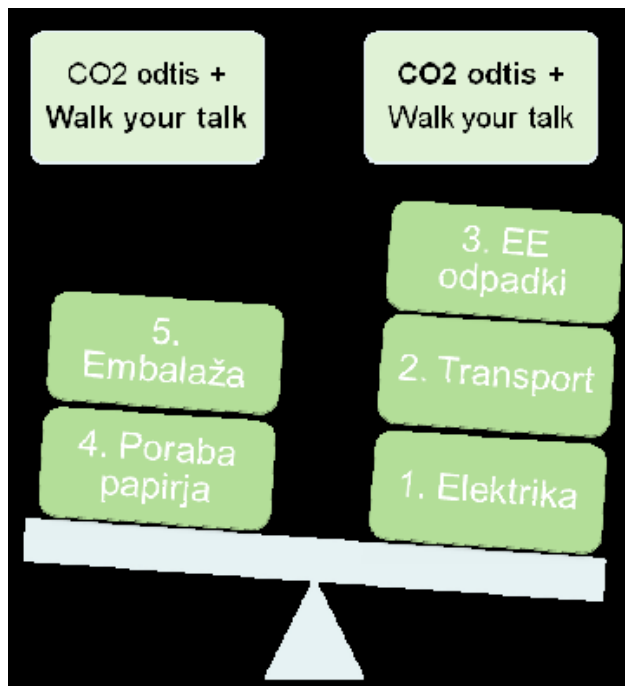 CO2 odtis +
Walk your talk
CO2 odtis +
Walk your talk
5.
Embalaža
4. Poraba
papirja
3. EE
odpadki
2. Transport
1. Elektrika